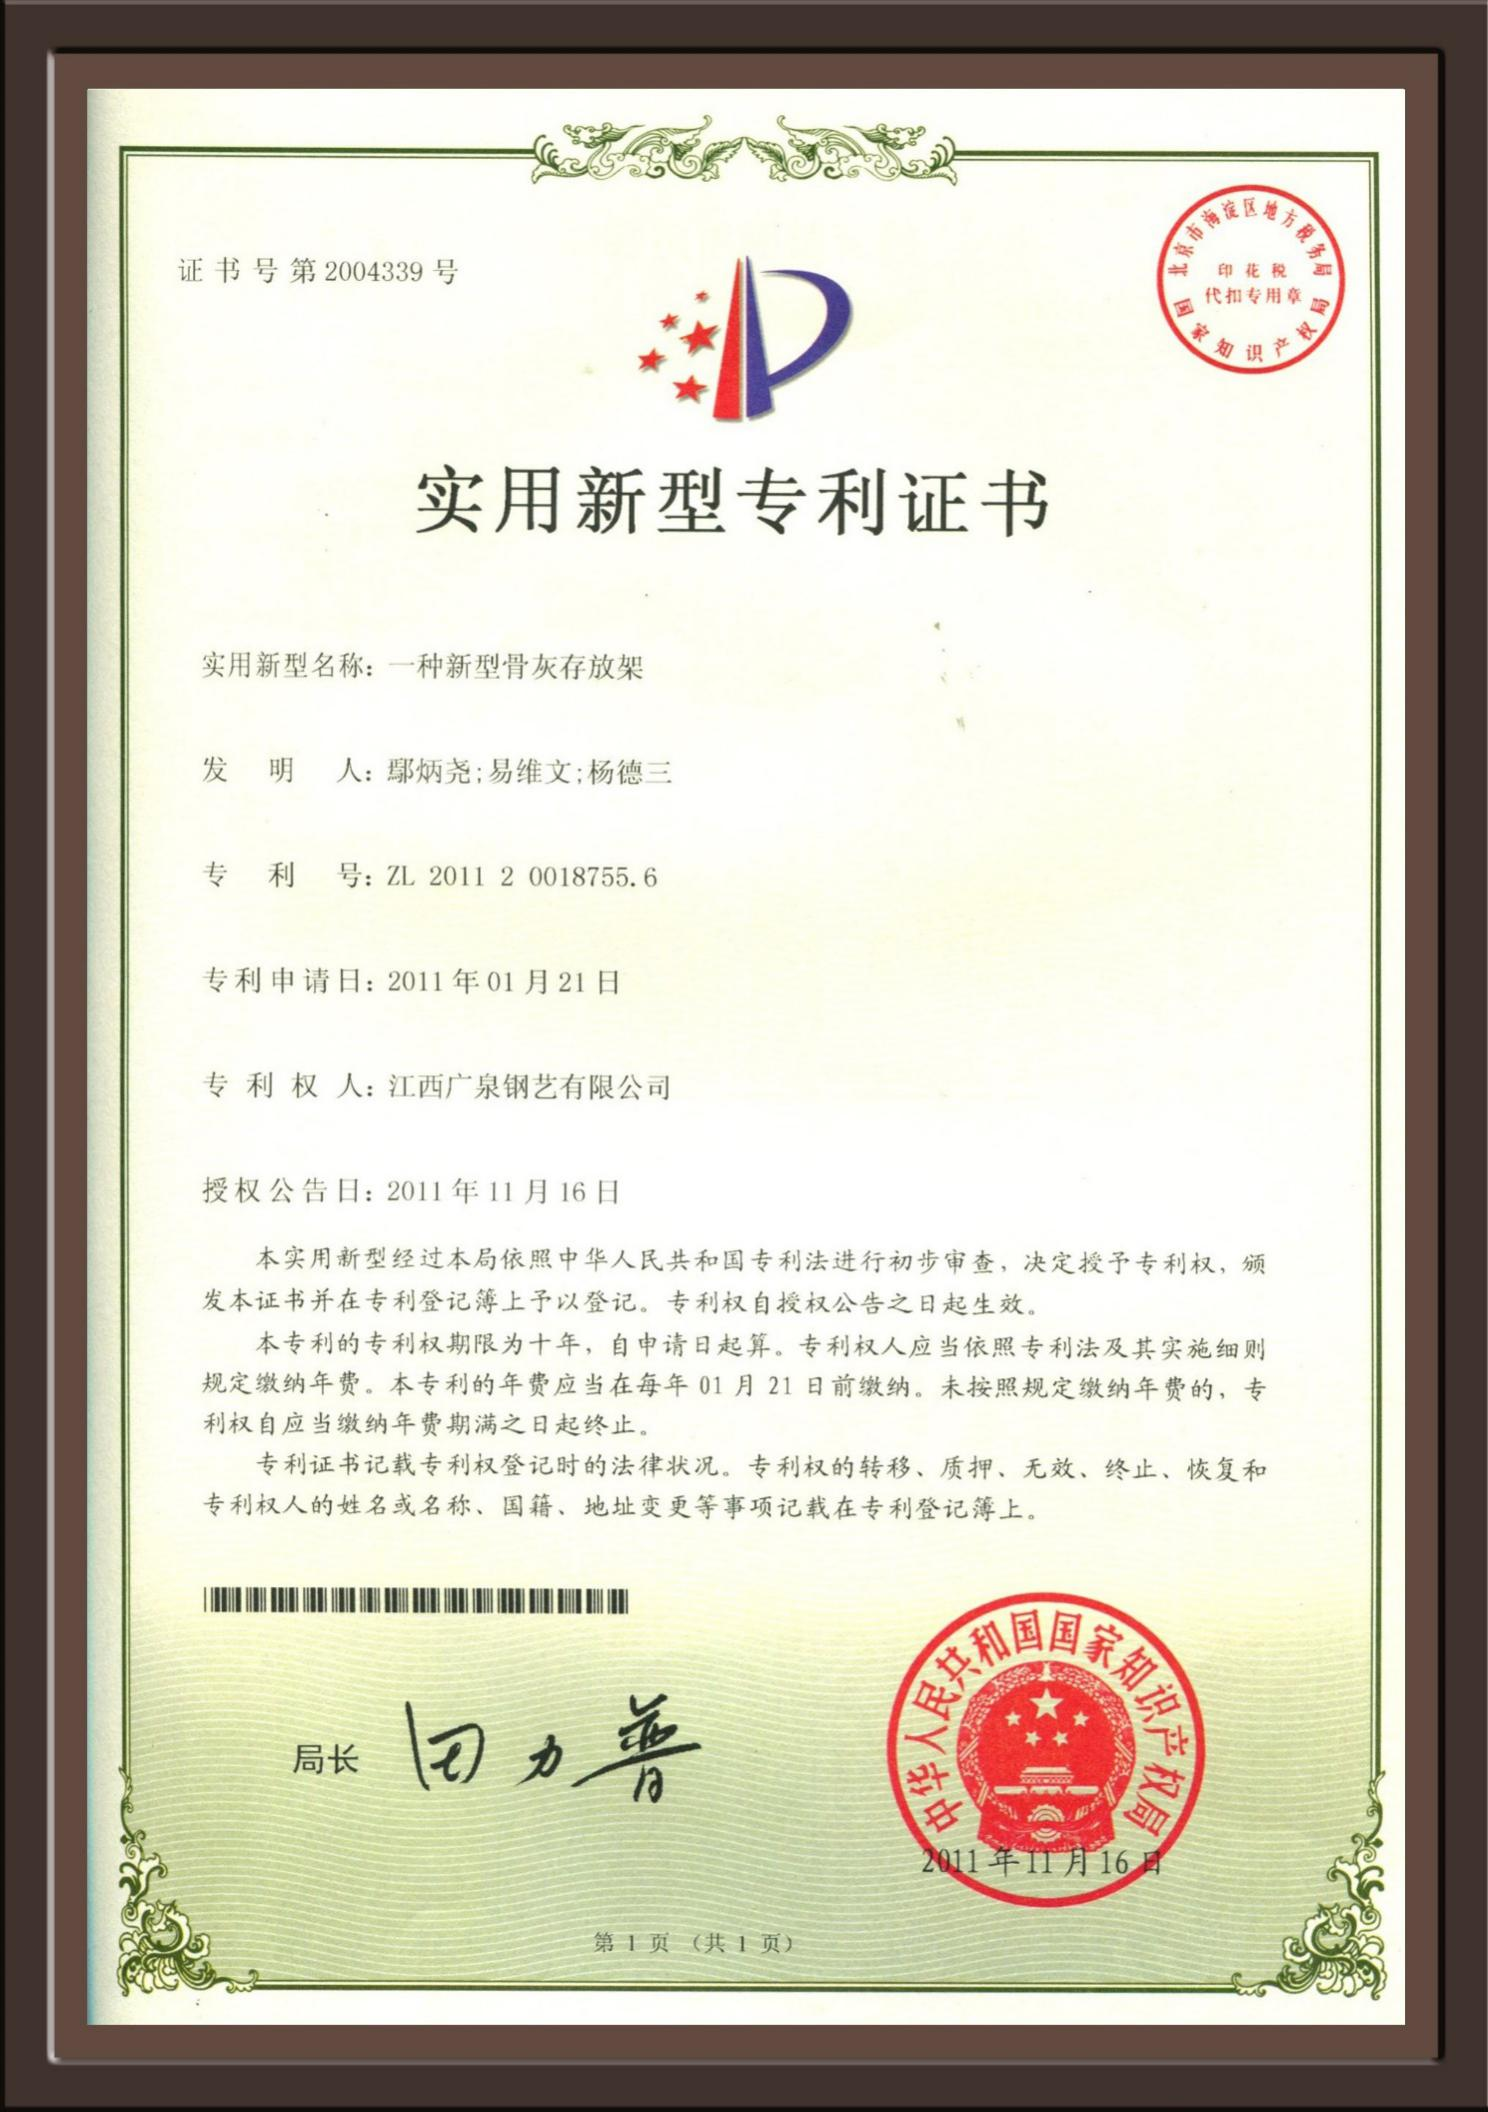 证书号第2004339号
北京市海淀区地方税务局
印花税
代扣专用章
国家知识产权局
实用新型专利证书
实用新型名称：一种新型骨灰存放架
发明人：鄢炳尧;易维文;杨德三
专利号：ZL 2011 2 0018755.6
专利申请日：2011年01月21日
专利权人：江西广泉钢艺有限公司
授权公告日：2011年11月16日
本实用新型经过本局依照中华人民共和国专利法进行初步审查，决定授予专利权，颁
发本证书并在专利登记簿上予以登记。专利权自授权公告之日起生效。
本专利的专利权期限为十年，自申请日起算。专利权人应当依照专利法及其实施细则
规定缴纳年费。本专利的年费应当在每年01月21日前缴纳。未按照规定缴纳年费的，专
利权自应当缴纳年费期满之日起终止。
专利证书记载专利权登记时的法律状况。专利权的转移、质押、无效、终止、恢复和
专利权人的姓名或名称、国籍、地址变更等事项记载在专利登记簿上。
局长 田力普
中华人民共和国国家知识产权局
2011年11月16日
第1页（共1页）